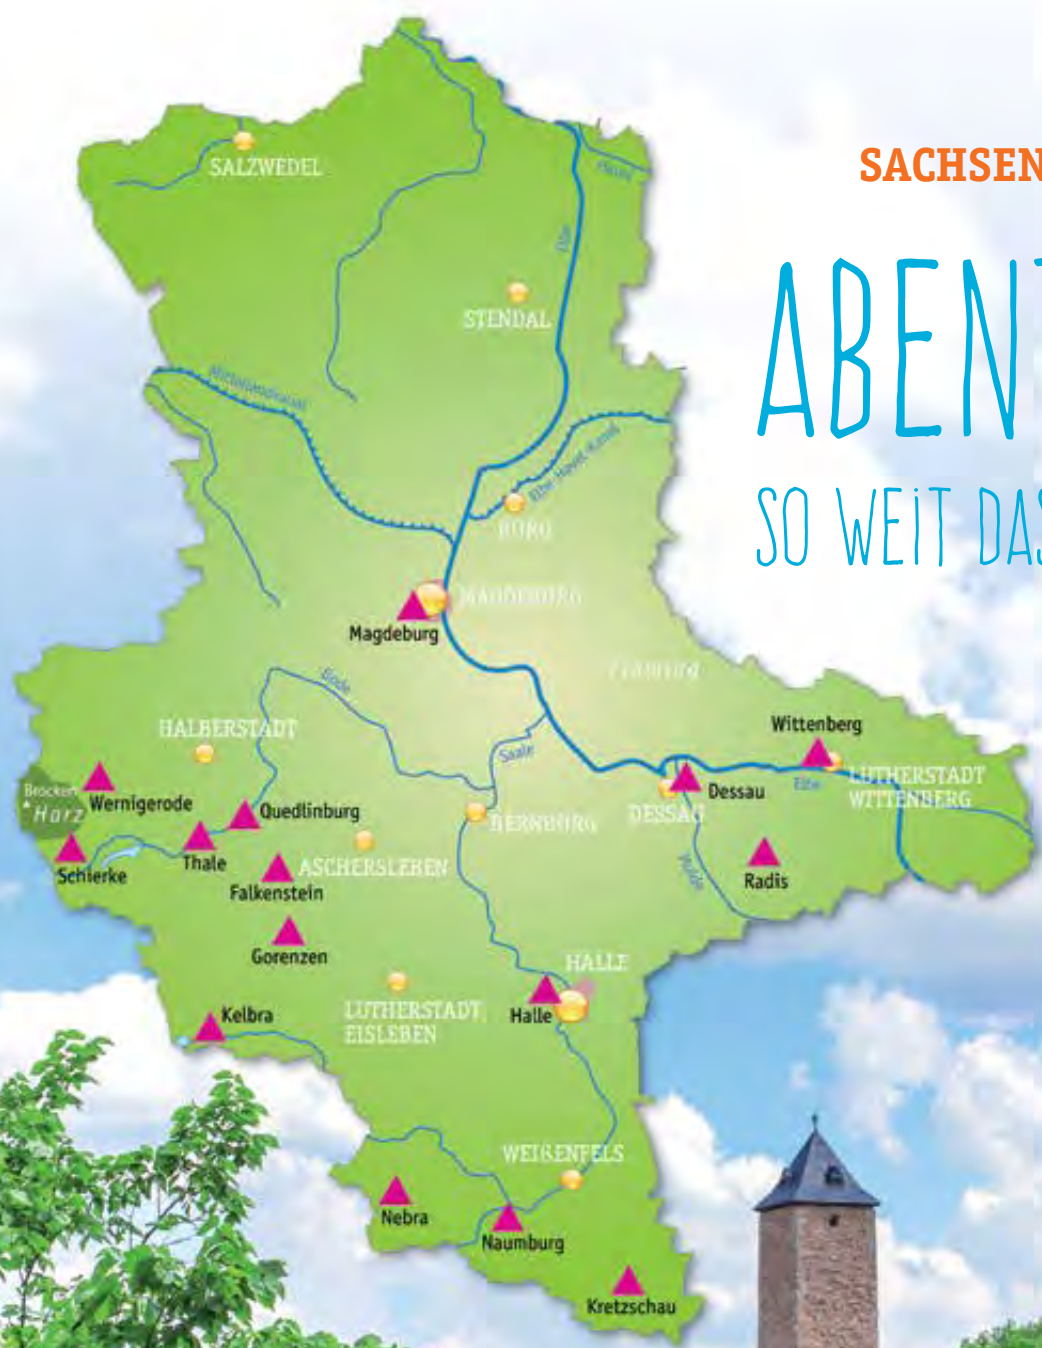 SALZWEDEL
Havel
SACHSEN
Elbe
ABEN
STENDAL
Mittellandkanal
Elbe-Havel-Kanal
SO WEIT DAS
BURG
MAGDEBURG
Magdeburg
Fläming
Bode
Wittenberg
HALBERSTADT
Saale
LUTHERSTADT
WITTENBERG
Elbe
Brocken
Harz
Wernigerode
Dessau
Quedlinburg
DESSAU
BERNBURG
Thale
ASCHERSLEBEN
Schierke
Mulde
Radis
Falkenstein
Gorenzen
HALLE
Kelbra
Halle
LUTHERSTADT
EISLEBEN
WEIßENFELS
Nebra
Naumburg
Kretzschau